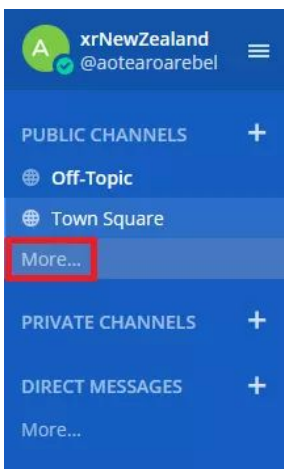 A
xrNewZealand
@aotearoarebel
PUBLIC CHANNELS +
Off-Topic
Town Square
More...
PRIVATE CHANNELS +
DIRECT MESSAGES +
More...